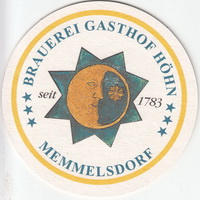 BRAUEREI GASTHOF HÖHN
seit 1783
MEMMELSDORF